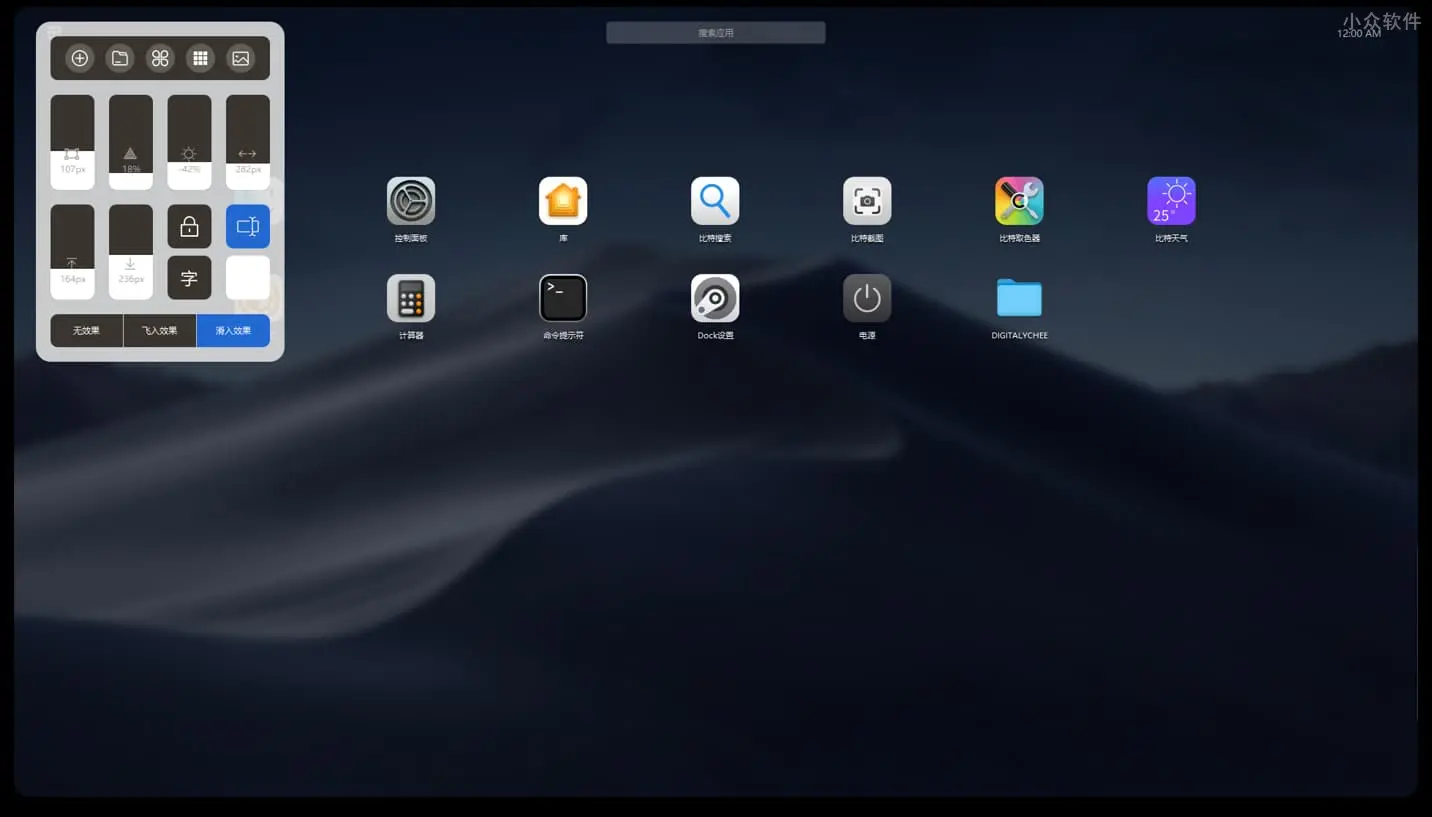 小众软件
搜索应用
12:00 AM
107px
18%
-42%
282px
164px
236px
字
无效果
飞入效果
滑入效果
控制面板
库
比特搜索
比特截图
比特取色器
25°
比特天气
计算器
>_
命令提示符
Dock设置
电源
DIGITALYCHEE